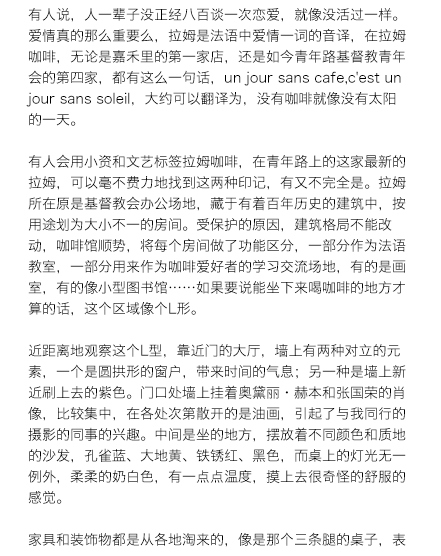 有人说，人一辈子没正经八百谈一次恋爱，就像没活过一样。
爱情真的那么重要么，拉姆是法语中爱情一词的音译，在拉姆
咖啡，无论是嘉禾里的第一家店，还是如今青年路基督教青年
会的第四家，都有这么一句话，un jour sans cafe,c'est un
jour sans soleil，大约可以翻译为，没有咖啡就像没有太阳
的一天。
有人会用小资和文艺标签拉姆咖啡，在青年路上的这家最新的
拉姆，可以毫不费力地找到这两种印记，有又不完全是。拉姆
所在原是基督教会办公场地，藏于有着百年历史的建筑中，按
用途划为大小不一的房间。受保护的原因，建筑格局不能改
动，咖啡馆顺势，将每个房间做了功能区分，一部分作为法语
教室，一部分用来作为咖啡爱好者的学习交流场地，有的是画
室，有的像小型图书馆……如果要说能坐下来喝咖啡的地方才
算的话，这个区域像个L形。
近距离地观察这个L型，靠近门的大厅，墙上有两种对立的元
素，一个是圆拱形的窗户，带来时间的气息；另一种是墙上新
近刷上去的紫色。门口处墙上挂着奥黛丽·赫本和张国荣的肖
像，比较集中，在各处次第散开的是油画，引起了与我同行的
摄影的同事的兴趣。中间是坐的地方，摆放着不同颜色和质地
的沙发，孔雀蓝、大地黄、铁锈红、黑色，而桌上的灯光无一
例外，柔柔的奶白色，有一点点温度，摸上去很奇怪的舒服的
感觉。
家具和装饰物都是从各地淘来的，像是那个三条腿的桌子，表